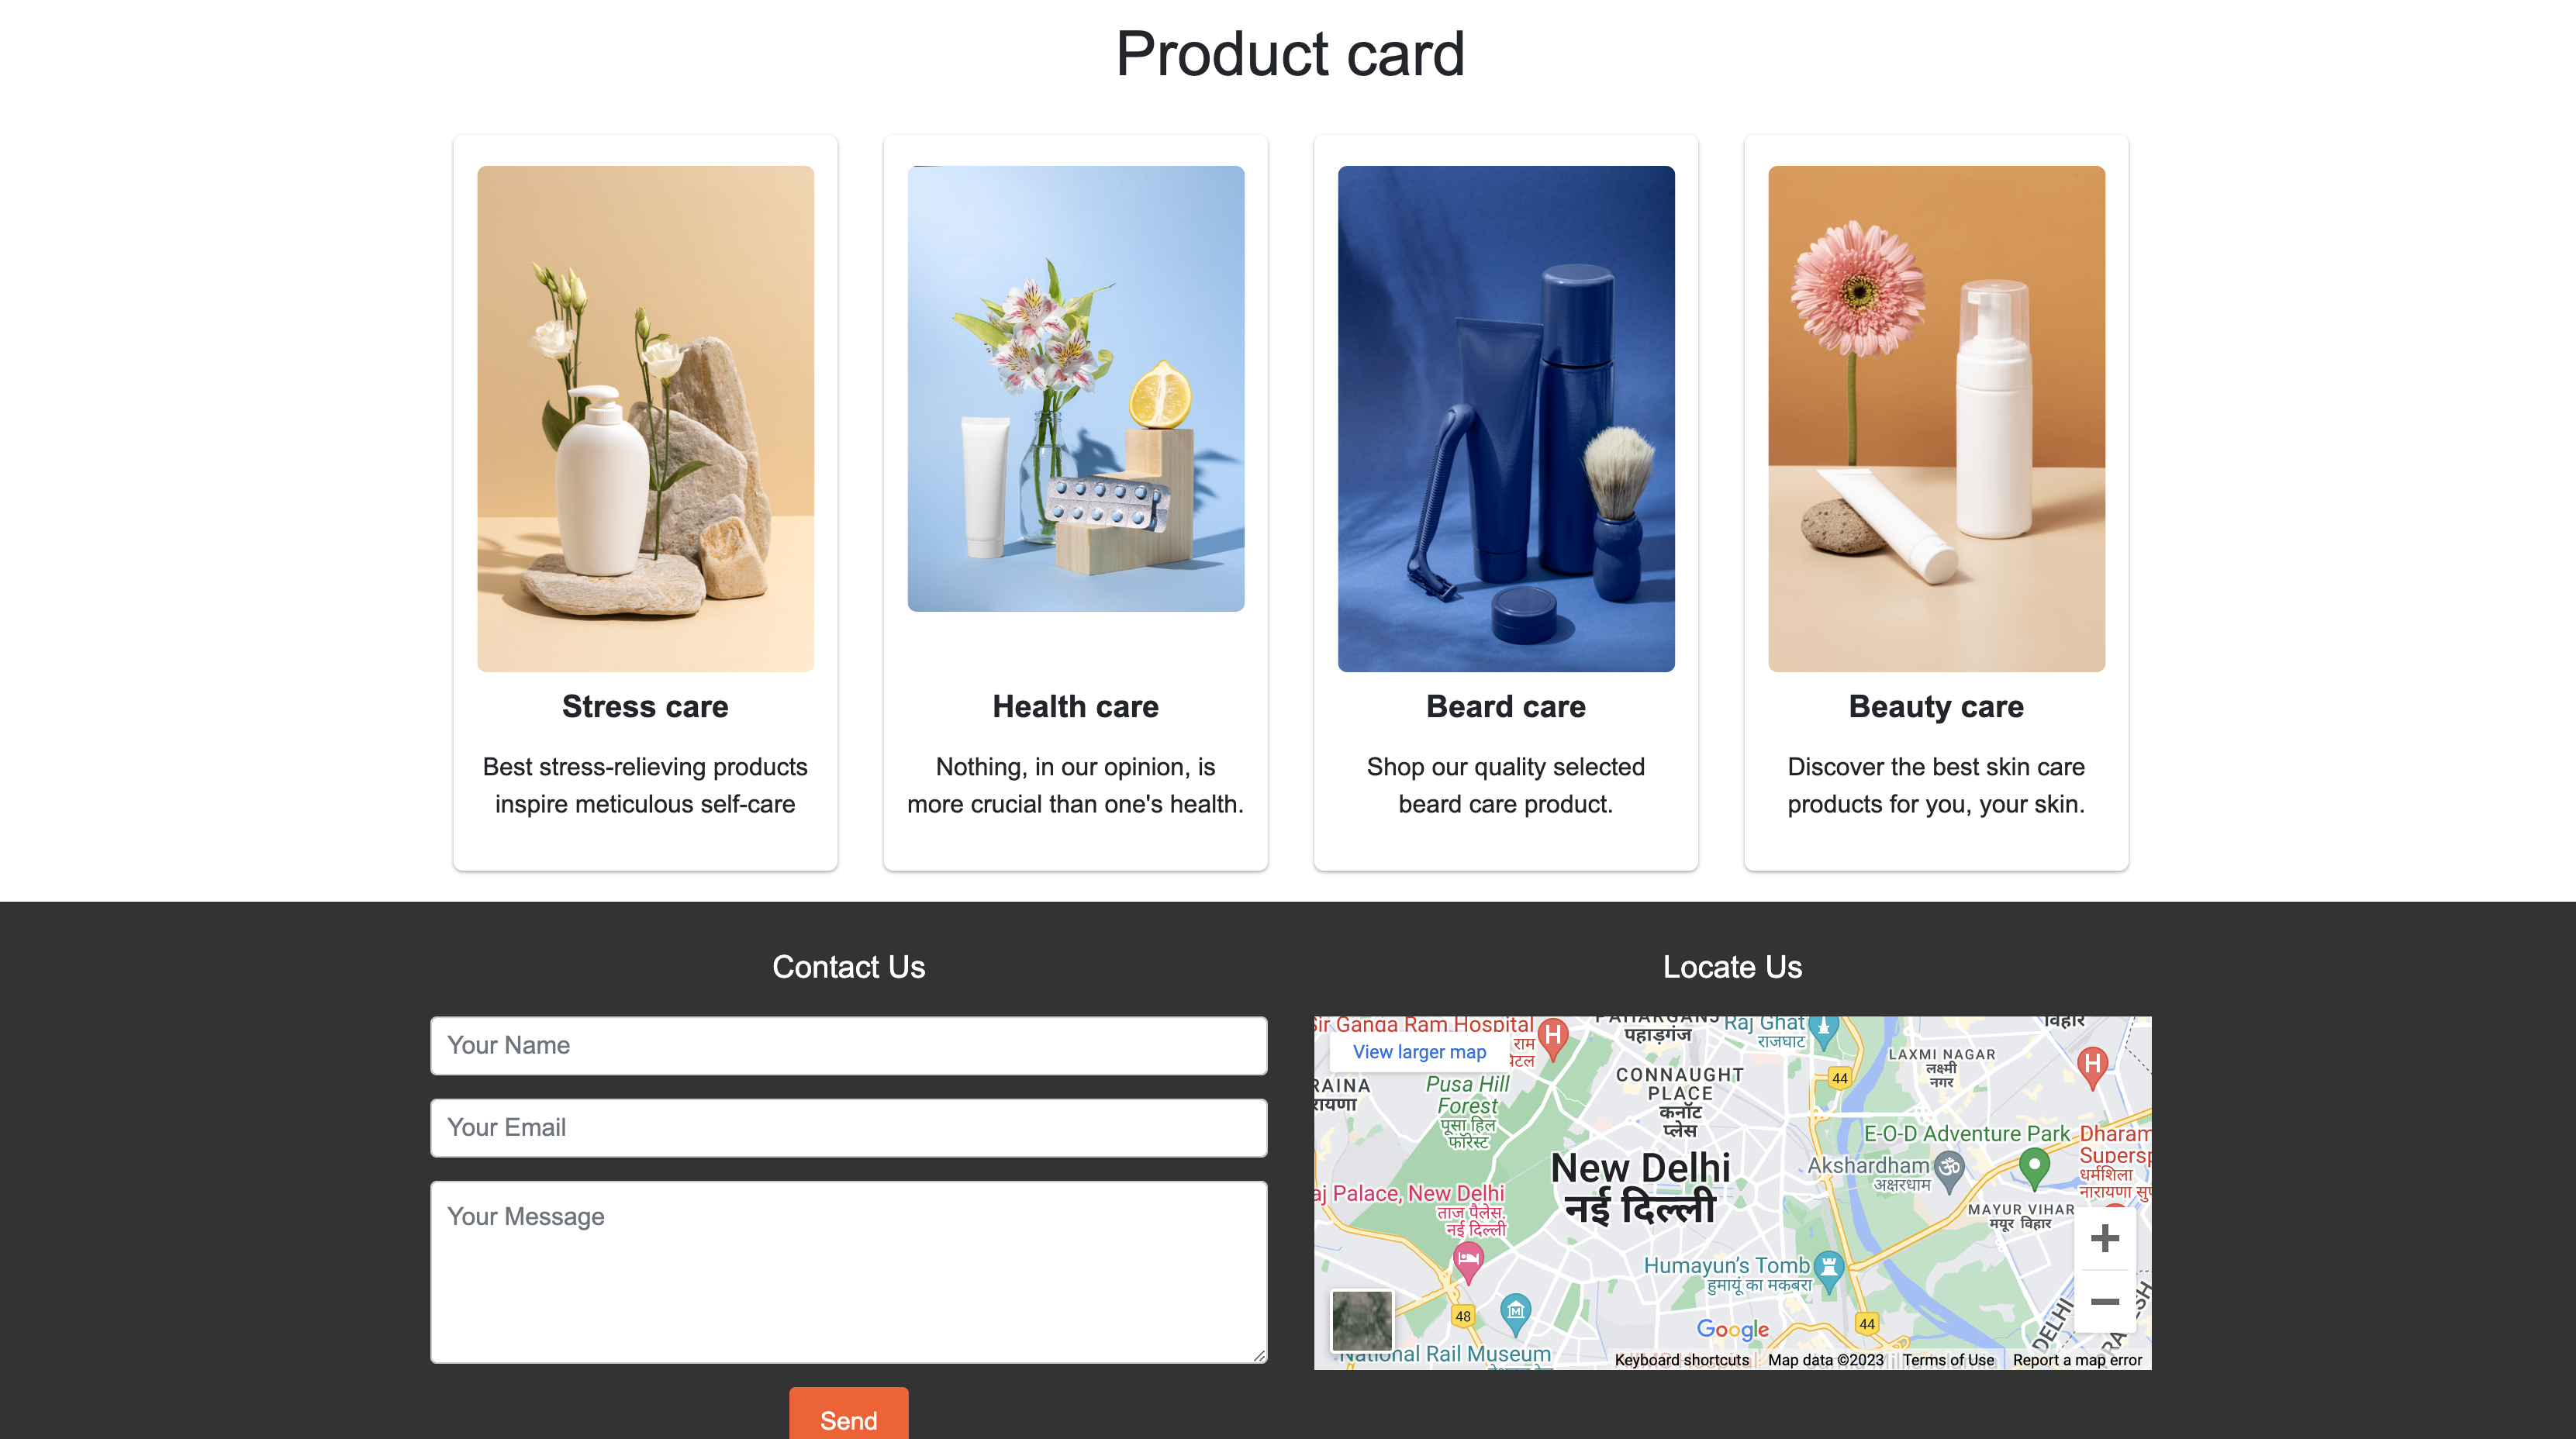 Product card
Stress care
Best stress-relieving products
inspire meticulous self-care
Health care
Nothing, in our opinion, is
more crucial than one's health.
Beard care
Shop our quality selected
beard care product.
Beauty care
Discover the best skin care
products for you, your skin.
Contact Us
Your Name
Your Email
Your Message
Send
Locate Us
Sir Ganga Ram Hospital
राम
View larger map
PAHARGANJ
पहाड़गंज
Raj Ghat
राजघाट
विहार
LAXMI NAGAR
लक्ष्मी
नगर
H
H
44
RAINA
रायणा
Pusa Hill
Forest
पूसा हिल
फॉरेस्ट
CONNAUGHT
PLACE
कनॉट
प्लेस
E-O-D Adventure Park
Dharam
Supersp
धर्मशिला
नारायणा सु
Akshardham
अक्षरधाम
New Delhi
नई दिल्ली
aj Palace, New Delhi
ताज पैलेस,
नई दिल्ली
MAYUR VIHAR
मयूर विहार
Humayun's Tomb
हुमायूं का मकबरा
48
44
DELHI
National Rail Museum
Google
Keyboard shortcuts
Map data ©2023
Terms of Use
Report a map error